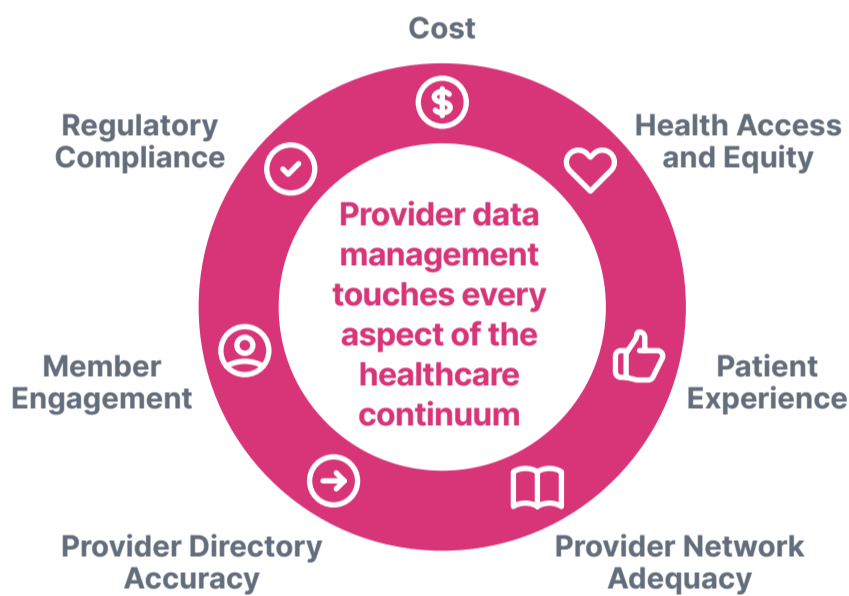 Cost
Regulatory
Compliance
Health Access
and Equity
Provider data
management
touches every
aspect of the
healthcare
continuum
Member
Engagement
Patient
Experience
Provider Directory
Accuracy
Provider Network
Adequacy